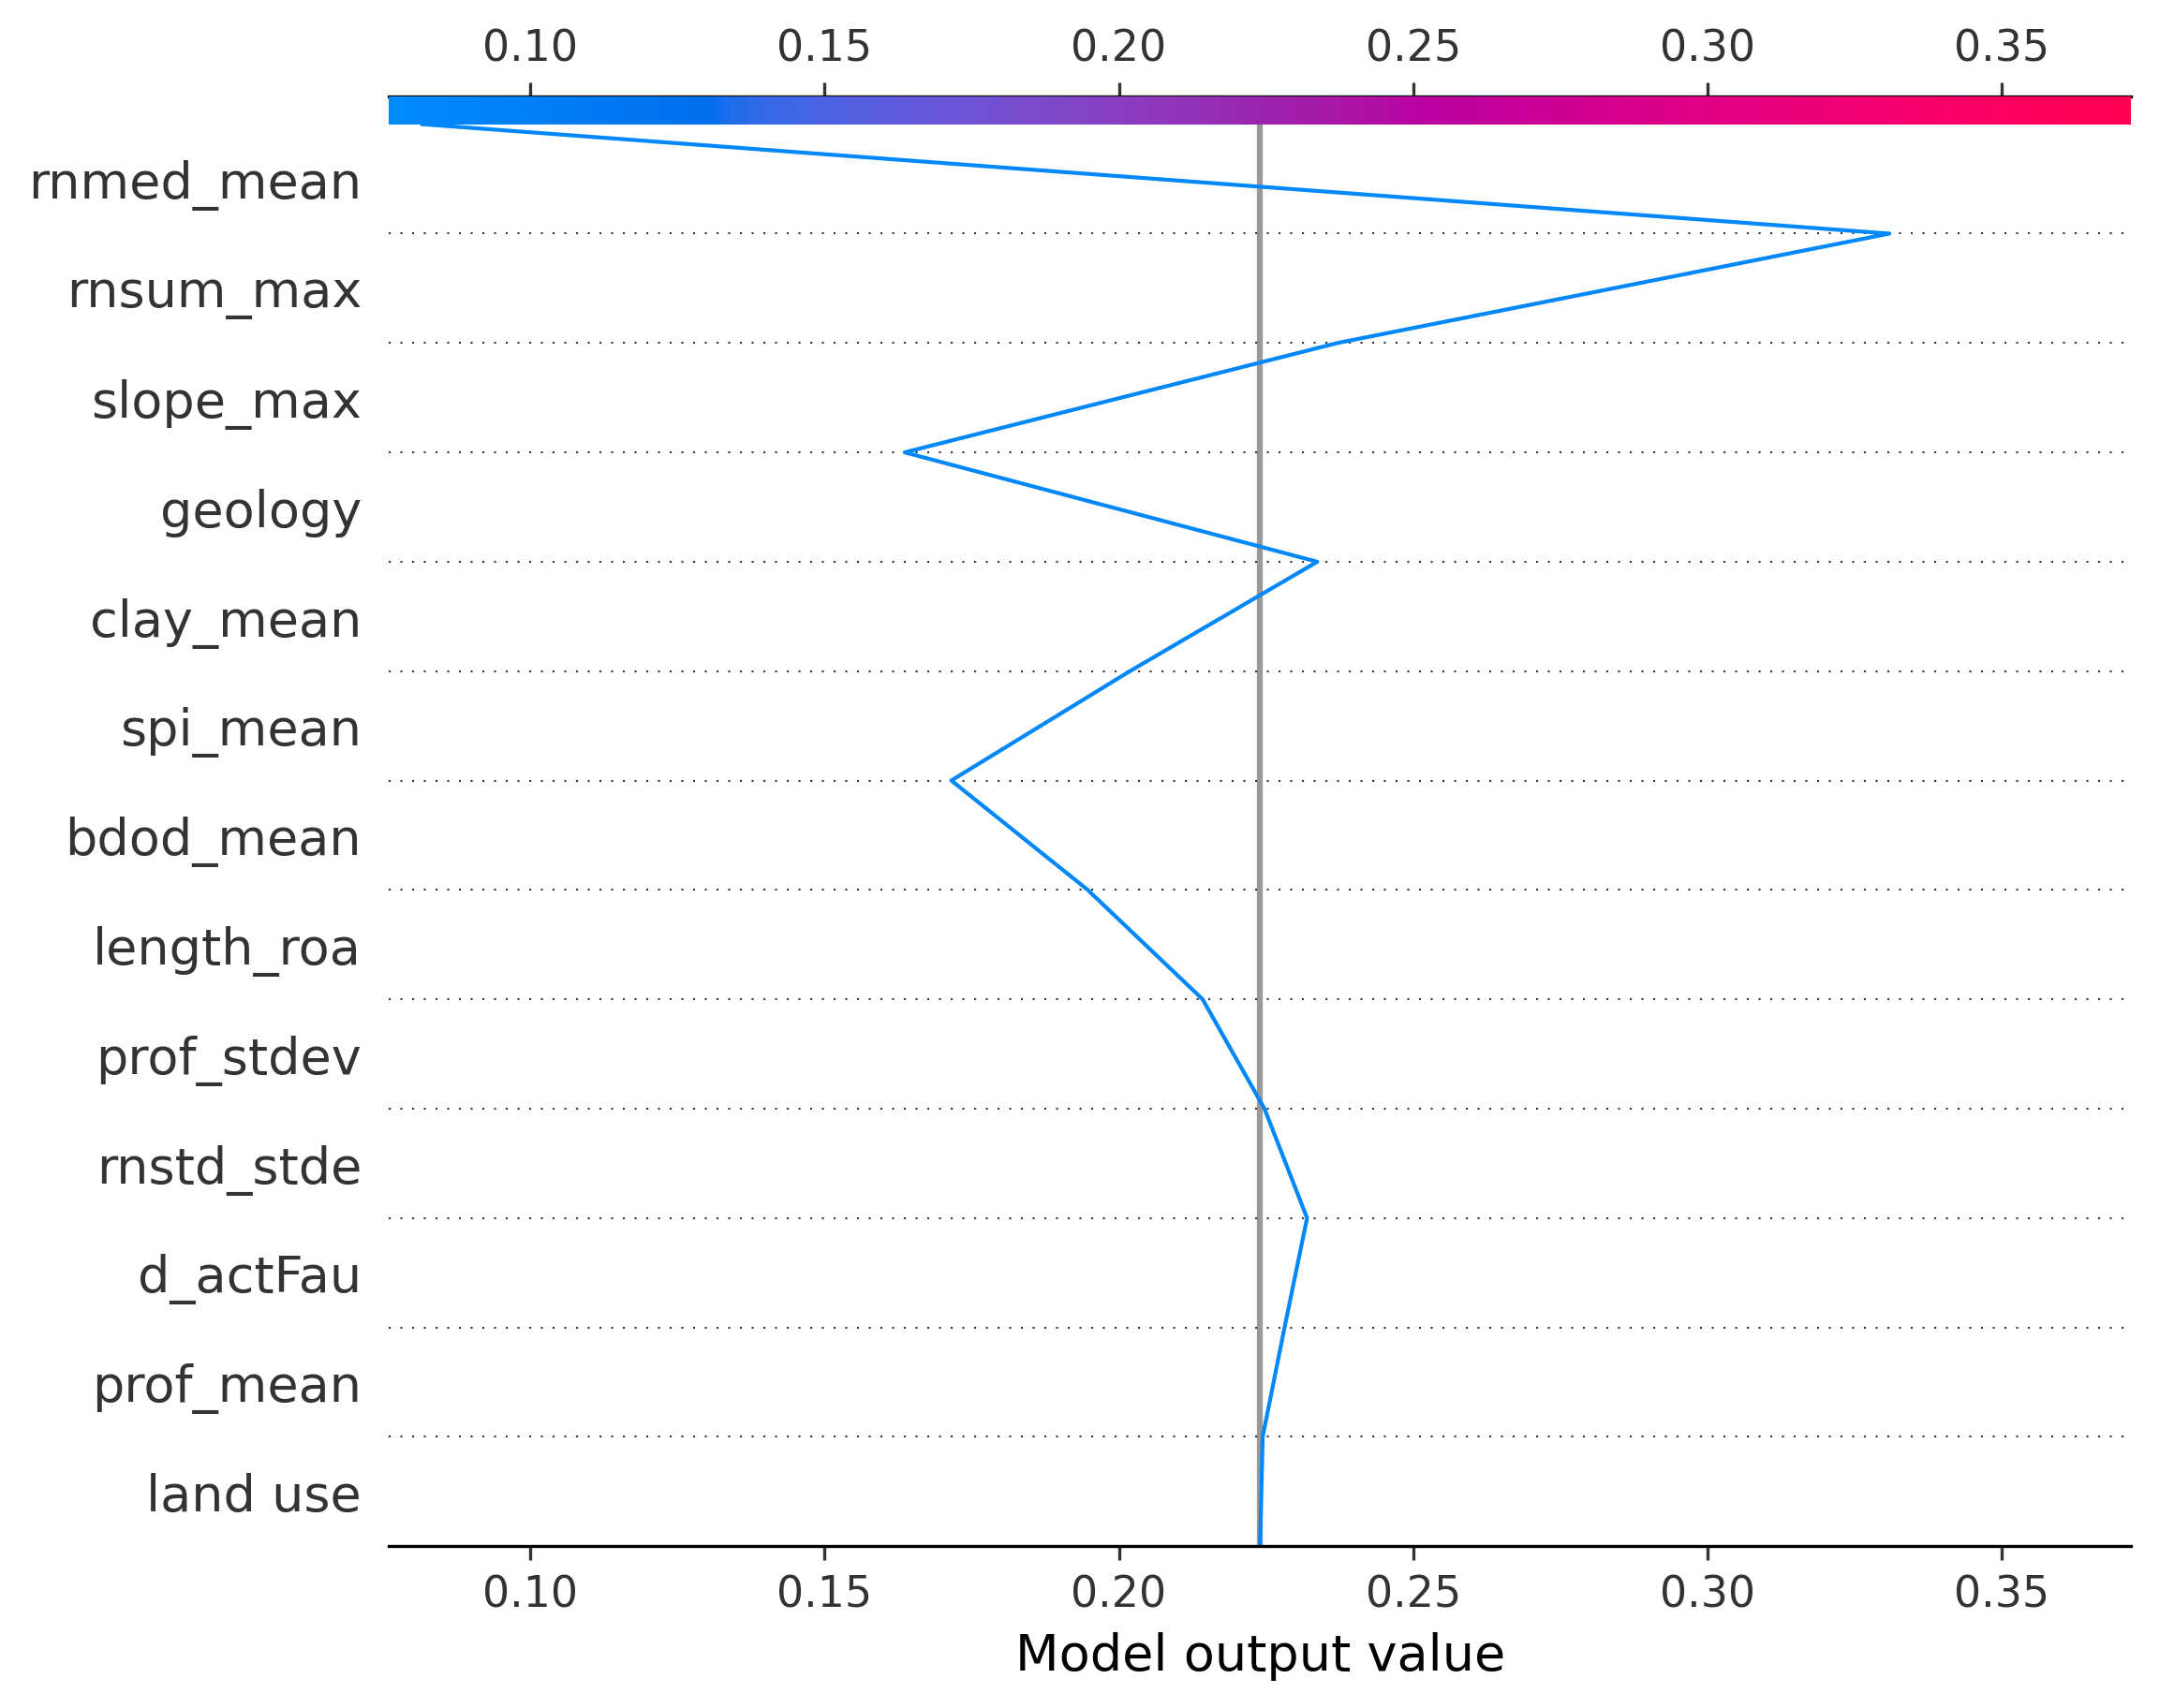 0.10 0.15 0.20 0.25 0.30 0.35
rnmed_mean
rnsum_max
slope_max
geology
clay_mean
spi_mean
bdod_mean
length_roa
prof_stdev
rnstd_stde
d_actFau
prof_mean
land use
0.10 0.15 0.20 0.25 0.30 0.35
Model output value